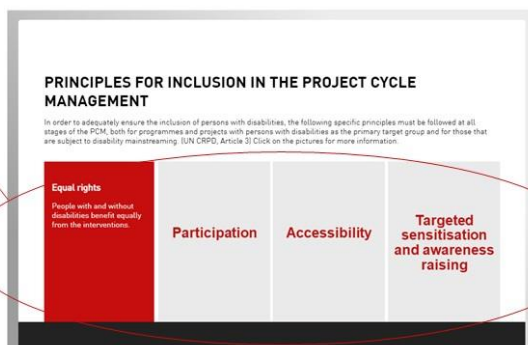 PRINCIPLES FOR INCLUSION IN THE PROJECT CYCLE
MANAGEMENT
In order to adequately ensure the inclusion of persons with disabilities, the following specific principles must be followed at all
stages of the PCM, both for programmes and projects with persons with disabilities as the primary target group and for those that
are subject to disability mainstreaming. (UN CRPD, Article 3) Click on the pictures for more information.
Equal rights
People with and without
disabilities benefit equally
from the interventions.
Participation
Accessibility
Targeted
sensitisation
and awareness
raising